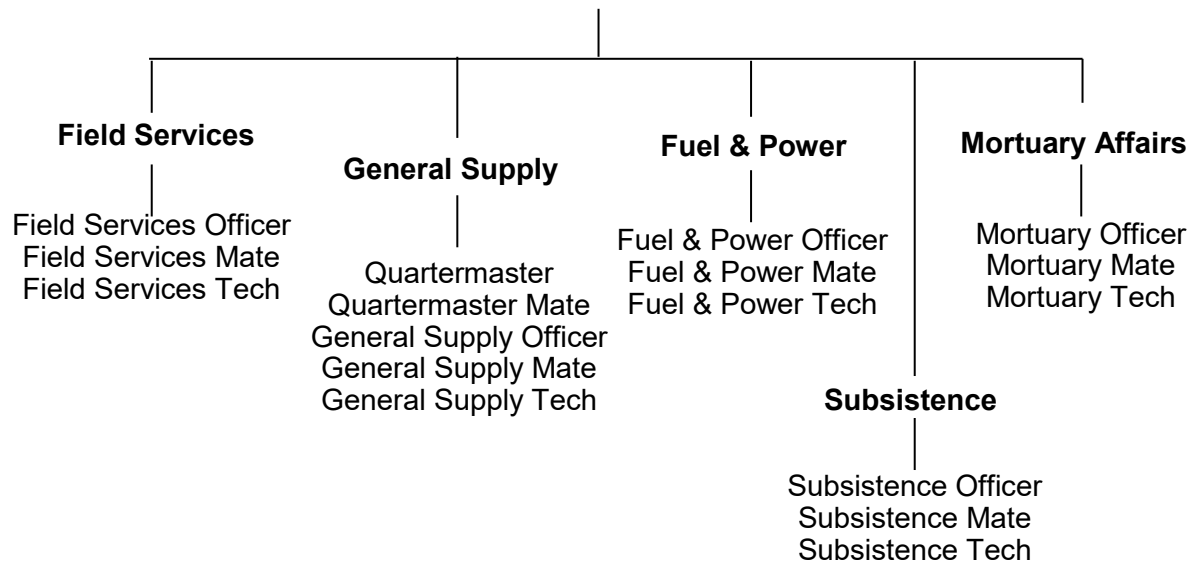 Field Services
Field Services Officer
Field Services Mate
Field Services Tech
General Supply
Quartermaster
Quartermaster Mate
General Supply Officer
General Supply Mate
General Supply Tech
Fuel & Power
Fuel & Power Officer
Fuel & Power Mate
Fuel & Power Tech
Subsistence
Subsistence Officer
Subsistence Mate
Subsistence Tech
Mortuary Affairs
Mortuary Officer
Mortuary Mate
Mortuary Tech